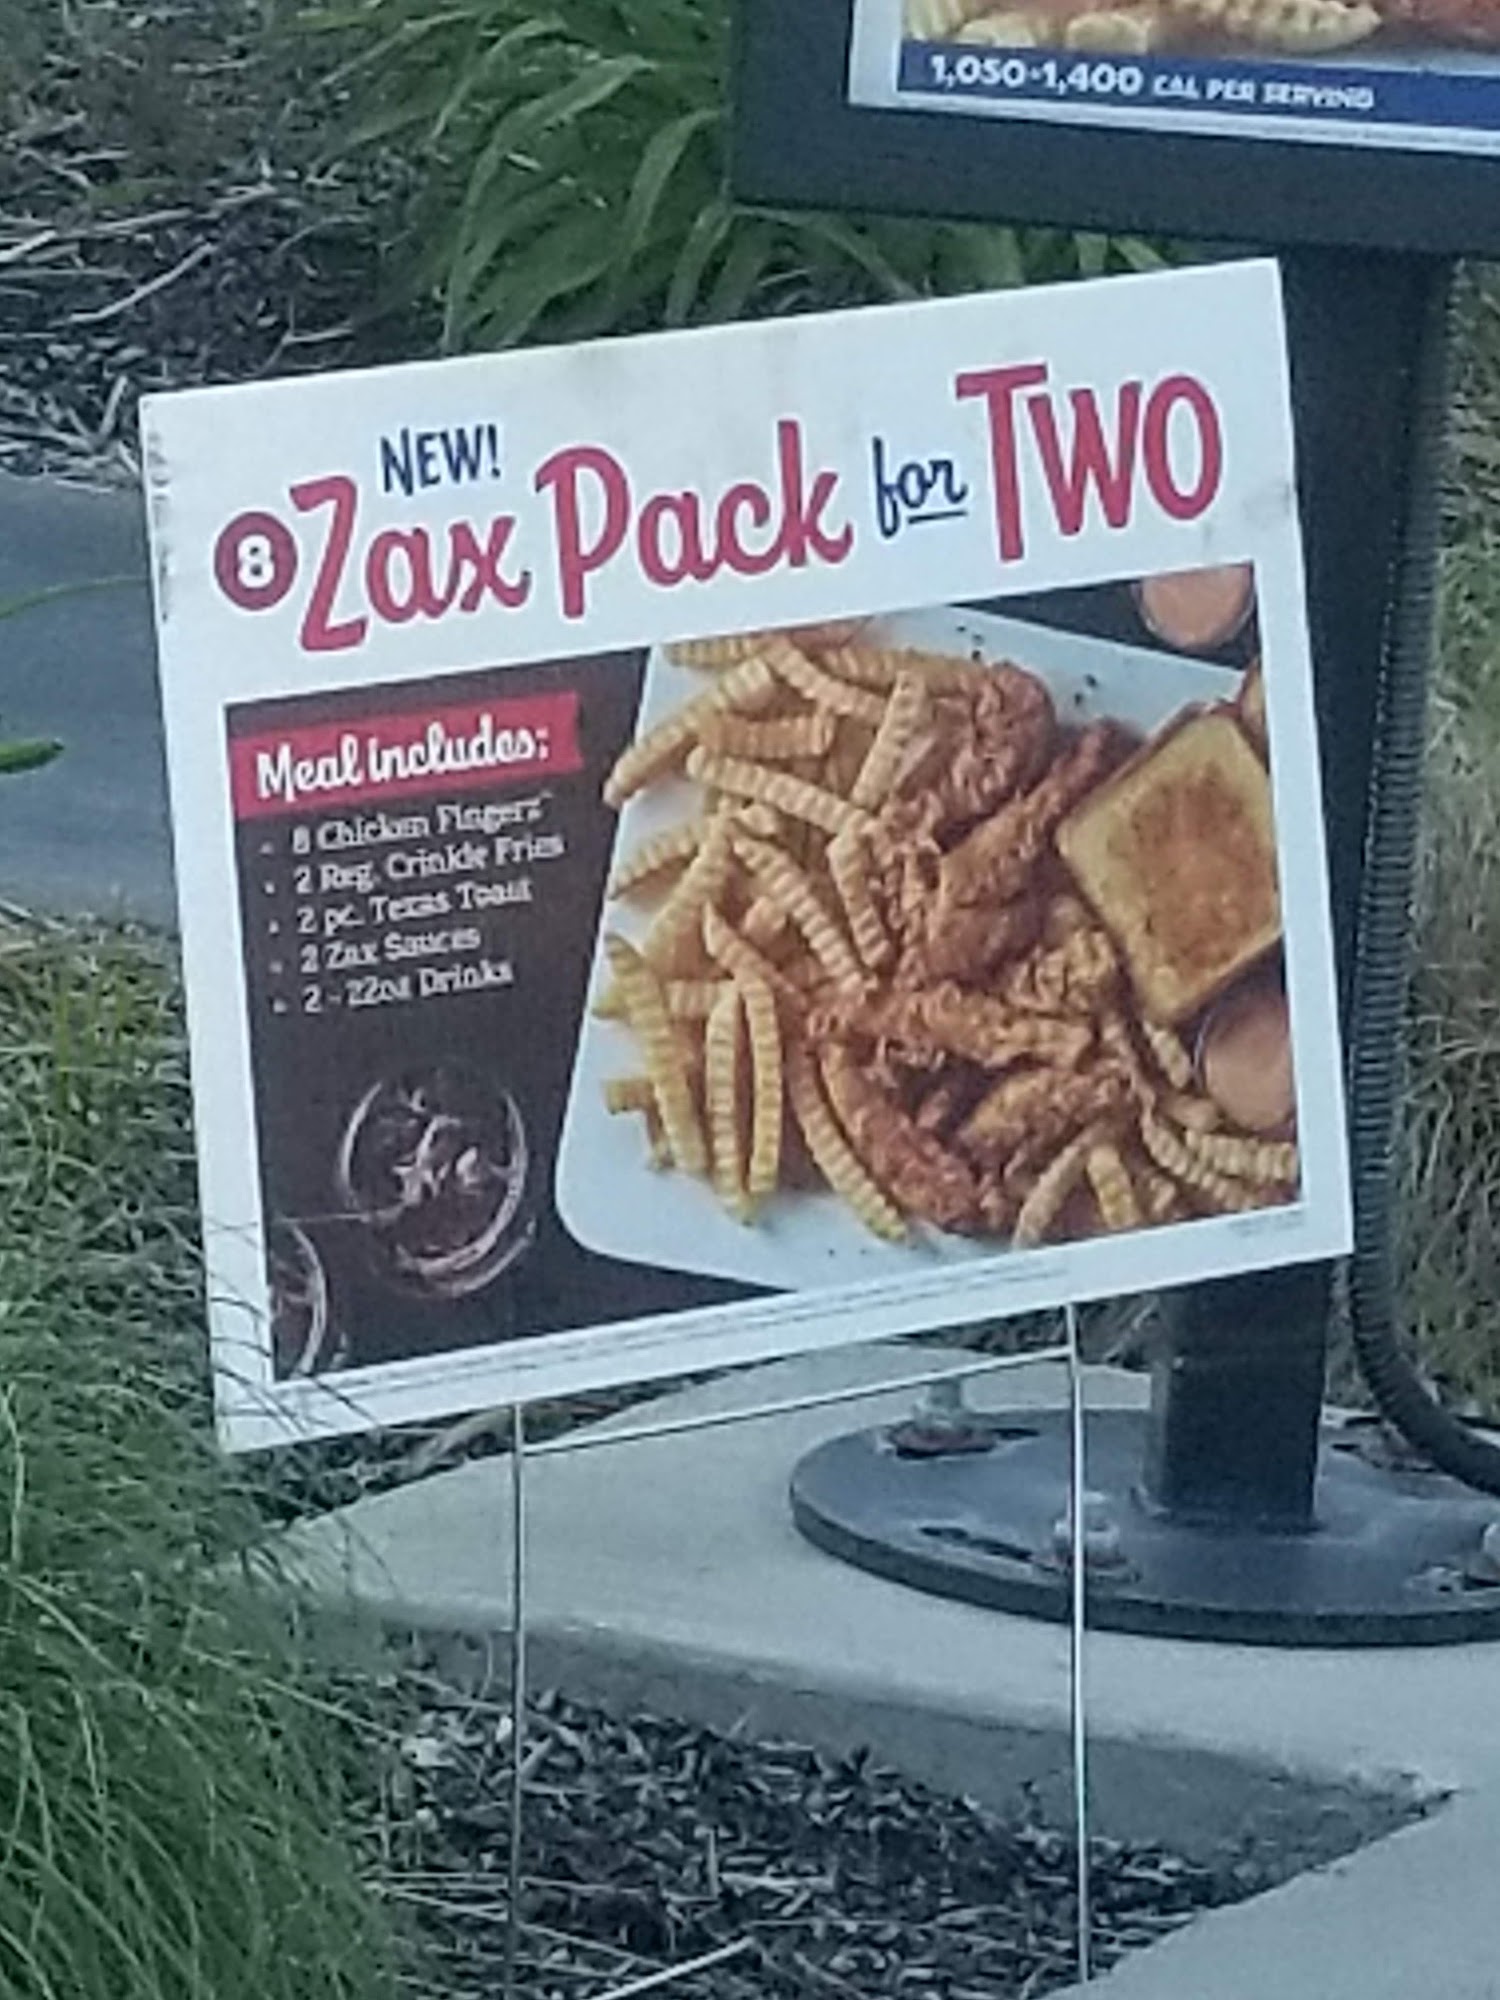 1,050-1,400 CAL PER SERVING
NEW!
8 Zax Pack for Two
Meal includes:
• 8 Chicken Fingerz™
• 2 Reg. Crinkle Fries
• 2 pc. Texas Toast
• 2 Zax Sauces
• 2 - 22oz Drinks